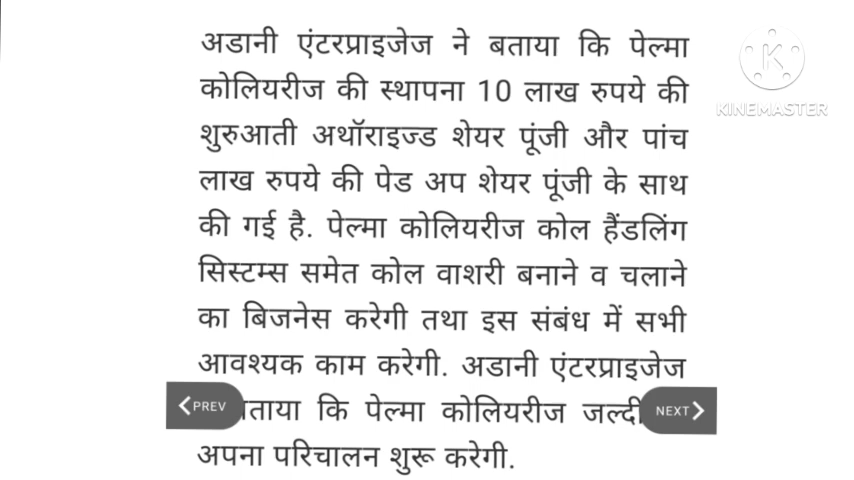 अडानी एंटरप्राइजेज ने बताया कि पेल्मा
कोलियरीज की स्थापना 10 लाख रुपये की
शुरुआती अथॉराइज्ड शेयर पूंजी और पांच
लाख रुपये की पेड अप शेयर पूंजी के साथ
की गई है. पेल्मा कोलियरीज कोल हैंडलिंग
सिस्टम्स समेत कोल वाशरी बनाने व चलाने
का बिजनेस करेगी तथा इस संबंध में सभी
आवश्यक काम करेगी. अडानी एंटरप्राइजेज
कि पेल्मा कोलियरीज
अपना परिचालन शुरू करेगी.
PREV
NEXT
K
KINEMASTER